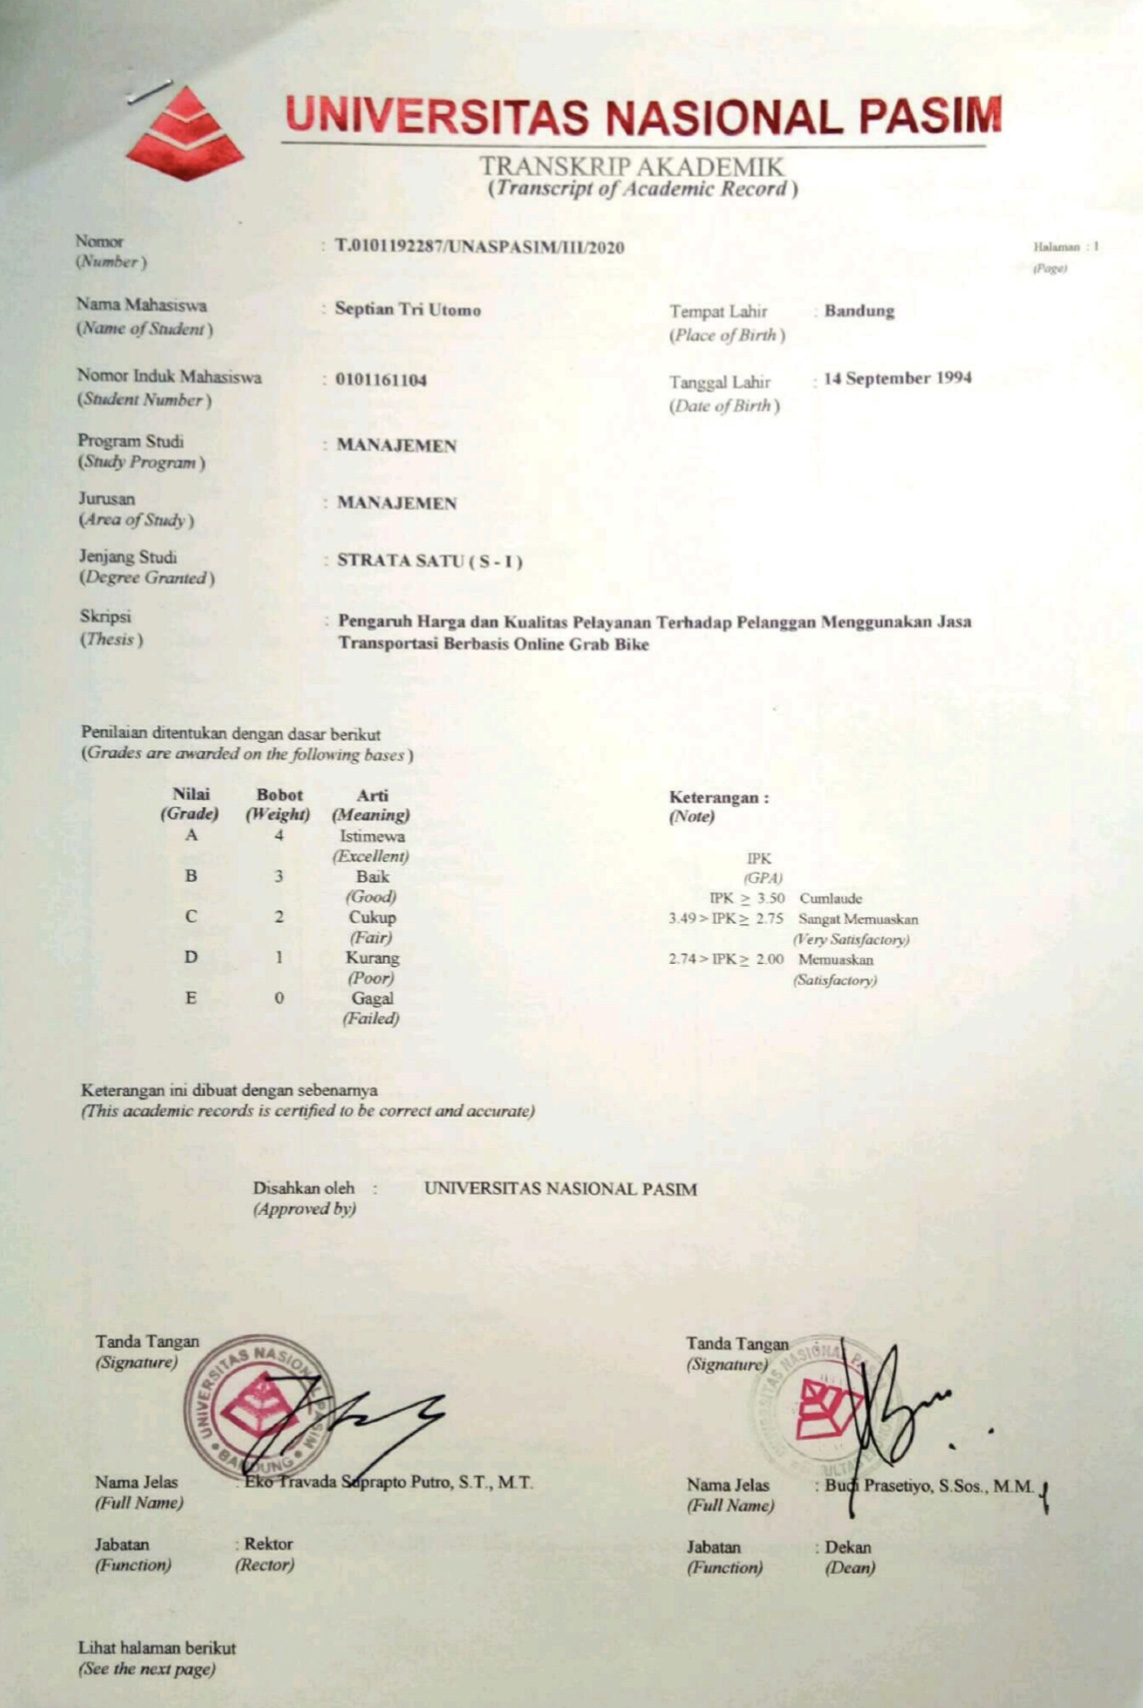 UNIVERSITAS NASIONAL PASIM
TRANSKRIP AKADEMIK
(Transcript of Academic Record)
Nomor : T.0101192287/UNASPASIM/III/2020 Halaman : 1
(Number) (Page)
Nama Mahasiswa : Septian Tri Utomo Tempat Lahir : Bandung
(Name of Student) (Place of Birth)
Nomor Induk Mahasiswa : 0101161104 Tanggal Lahir : 14 September 1994
(Student Number) (Date of Birth)
Program Studi : MANAJEMEN
(Study Program)
Jurusan : MANAJEMEN
(Area of Study)
Jenjang Studi : STRATA SATU ( S - I )
(Degree Granted)
Skripsi : Pengaruh Harga dan Kualitas Pelayanan Terhadap Pelanggan Menggunakan Jasa
(Thesis) Transportasi Berbasis Online Grab Bike
Penilaian ditentukan dengan dasar berikut
(Grades are awarded on the following bases)
Nilai Bobot Arti Keterangan :
(Grade) (Weight) (Meaning) (Note)
A 4 Istimewa
(Excellent) IPK
B 3 Baik (GPA)
(Good) IPK ≥ 3.50 Cumlaude
C 2 Cukup 3.49 > IPK ≥ 2.75 Sangat Memuaskan
(Fair) (Very Satisfactory)
D 1 Kurang 2.74 > IPK ≥ 2.00 Memuaskan
(Poor) (Satisfactory)
E 0 Gagal
(Failed)
Keterangan ini dibuat dengan sebenarnya
(This academic records is certified to be correct and accurate)
Disahkan oleh : UNIVERSITAS NASIONAL PASIM
(Approved by)
Tanda Tangan Tanda Tangan
(Signature) (Signature)
UNIVERSITAS NASIONAL PASIM
BANDUNG
Nama Jelas : Eko Travada Suprapto Putro, S.T., M.T. Nama Jelas : Budi Prasetiyo, S.Sos., M.M.
(Full Name) (Full Name)
Jabatan : Rektor Jabatan : Dekan
(Function) (Rector) (Function) (Dean)
Lihat halaman berikut
(See the next page)